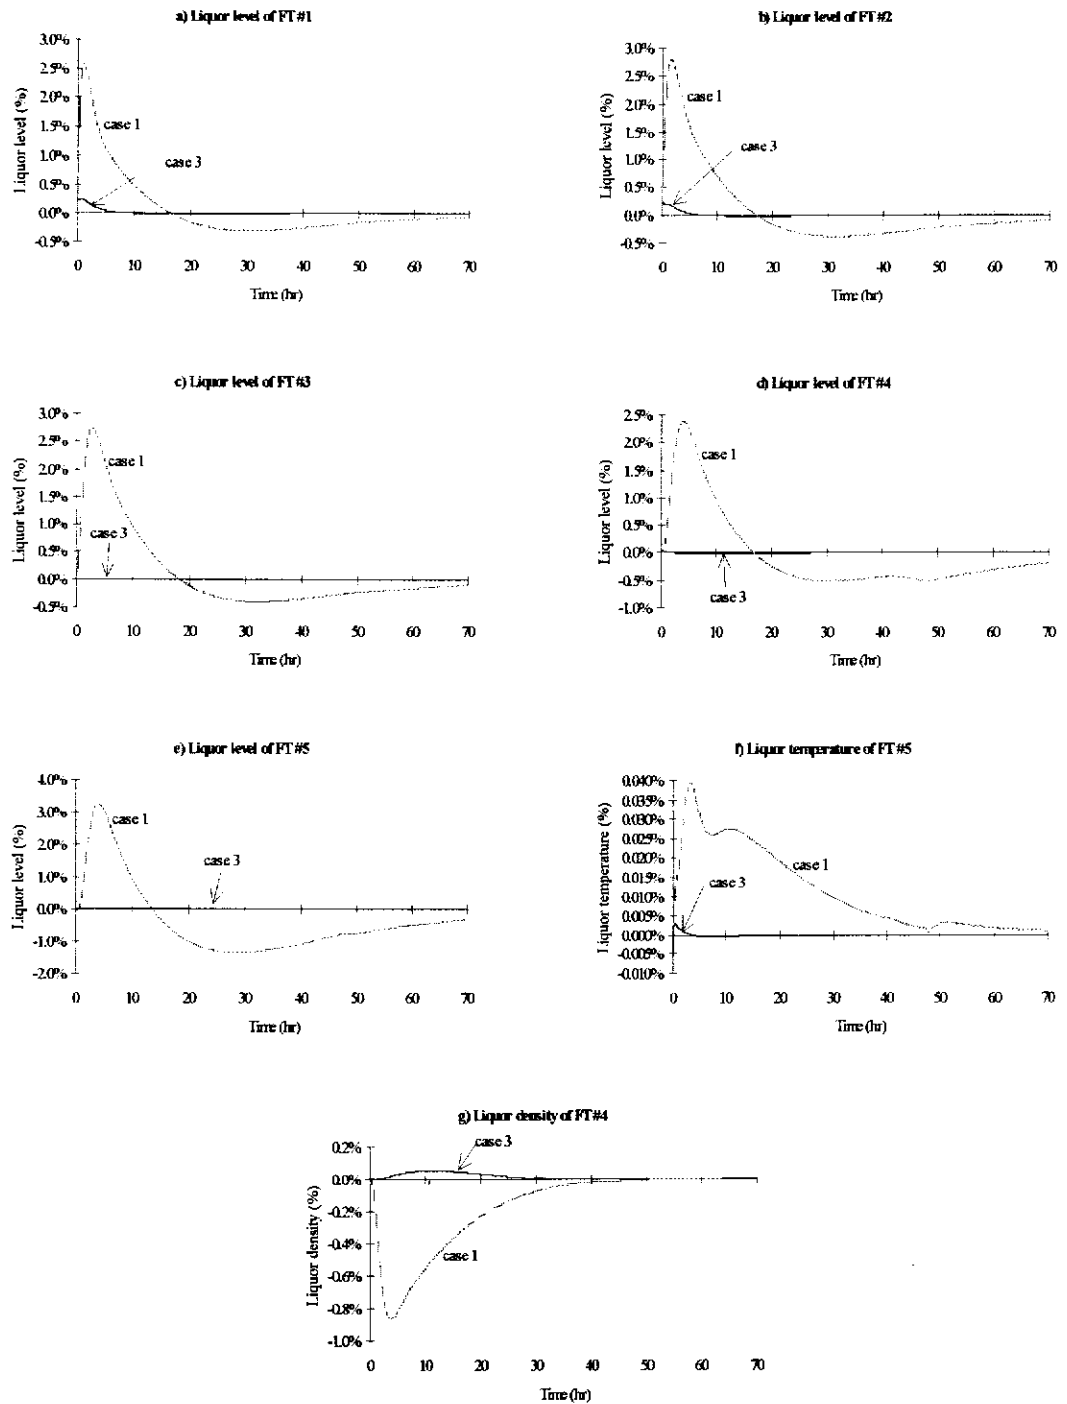 a) Liquor level of FT#1
3.0%
2.5%
2.0%
1.5%
1.0%
0.5%
0.0%
-0.5%
Liquor level (%)
case 1
case 3
0 10 20 30 40 50 60 70
Time (hr)
b) Liquor level of FT#2
3.0%
2.5%
2.0%
1.5%
1.0%
0.5%
0.0%
-0.5%
Liquor level (%)
case 1
case 3
0 10 20 30 40 50 60 70
Time (hr)
c) Liquor level of FT#3
3.0%
2.5%
2.0%
1.5%
1.0%
0.5%
0.0%
-0.5%
Liquor level (%)
case 1
case 3
0 10 20 30 40 50 60 70
Time (hr)
d) Liquor level of FT#4
2.5%
2.0%
1.5%
1.0%
0.5%
0.0%
-0.5%
-1.0%
Liquor level (%)
case 1
case 3
0 10 20 30 40 50 60 70
Time (hr)
e) Liquor level of FT#5
4.0%
3.0%
2.0%
1.0%
0.0%
-1.0%
-2.0%
Liquor level (%)
case 1
case 3
0 10 20 30 40 50 60 70
Time (hr)
f) Liquor temperature of FT#5
0.040%
0.035%
0.030%
0.025%
0.020%
0.015%
0.010%
0.005%
0.000%
-0.005%
-0.010%
Liquor temperature (%)
case 1
case 3
0 10 20 30 40 50 60 70
Time (hr)
g) Liquor density of FT#4
0.2%
0.0%
-0.2%
-0.4%
-0.6%
-0.8%
-1.0%
Liquor density (%)
case 3
case 1
0 10 20 30 40 50 60 70
Time (hr)